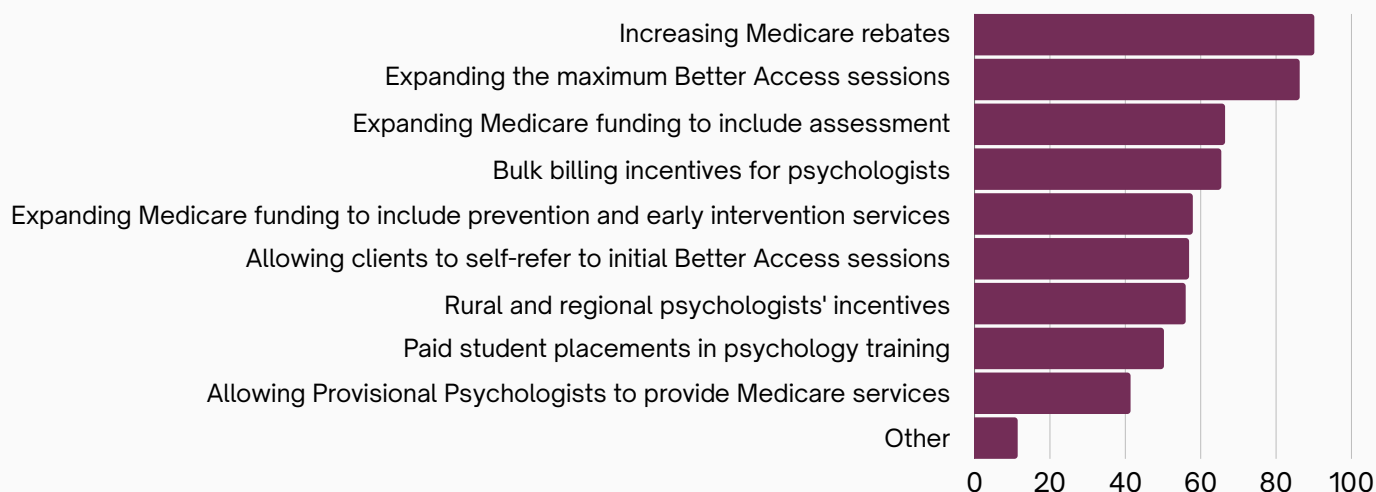 Increasing Medicare rebates
Expanding the maximum Better Access sessions
Expanding Medicare funding to include assessment
Bulk billing incentives for psychologists
Expanding Medicare funding to include prevention and early intervention services
Allowing clients to self-refer to initial Better Access sessions
Rural and regional psychologists' incentives
Paid student placements in psychology training
Allowing Provisional Psychologists to provide Medicare services
Other
0 20 40 60 80 100